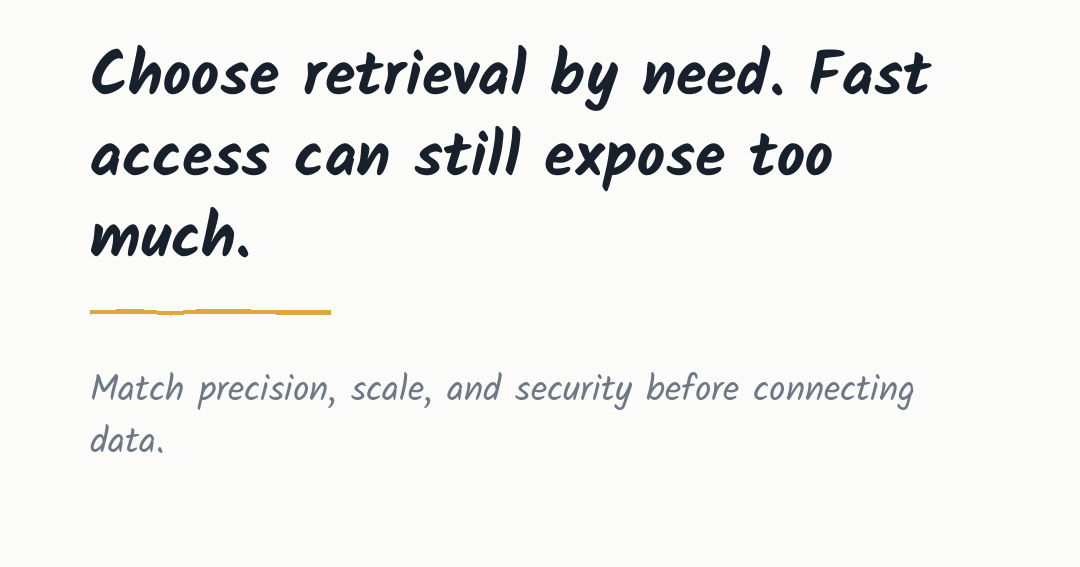 Choose retrieval by need. Fast
access can still expose too
much.
Match precision, scale, and security before connecting
data.